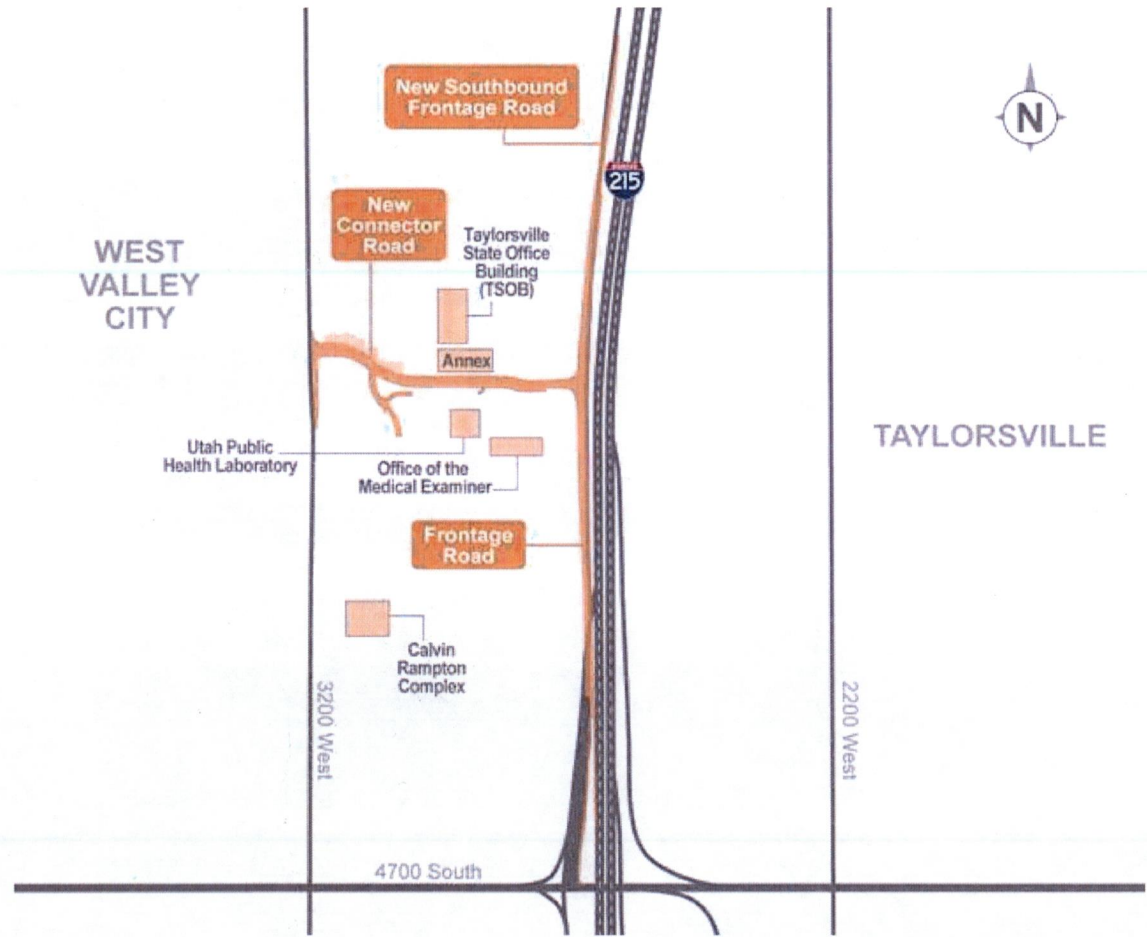 New Southbound
Frontage Road
N
215
New
Connector
Road
Taylorsville
State Office
Building
(TSOB)
WEST
VALLEY
CITY
Annex
TAYLORSVILLE
Utah Public
Health Laboratory
Office of the
Medical Examiner
Frontage
Road
Calvin
Rampton
Complex
3200 West
2200 West
4700 South